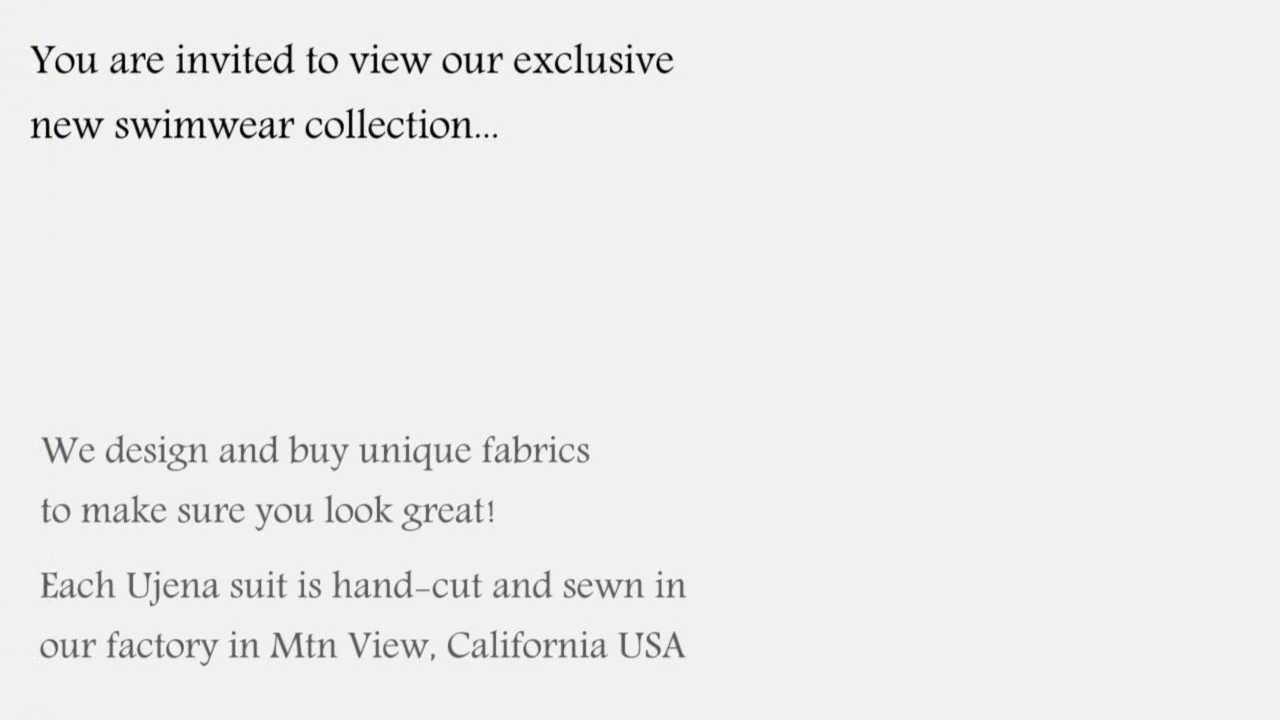 You are invited to view our exclusive
new swimwear collection...
We design and buy unique fabrics
to make sure you look great!
Each Ujena suit is hand-cut and sewn in
our factory in Mtn View, California USA